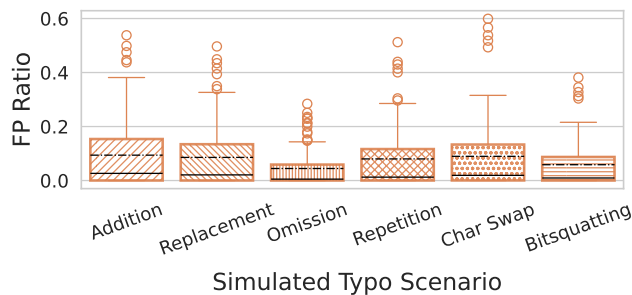 0.6
0.4
0.2
0.0
FP Ratio
Addition
Replacement
Omission
Repetition
Char Swap
Bitsquatting
Simulated Typo Scenario